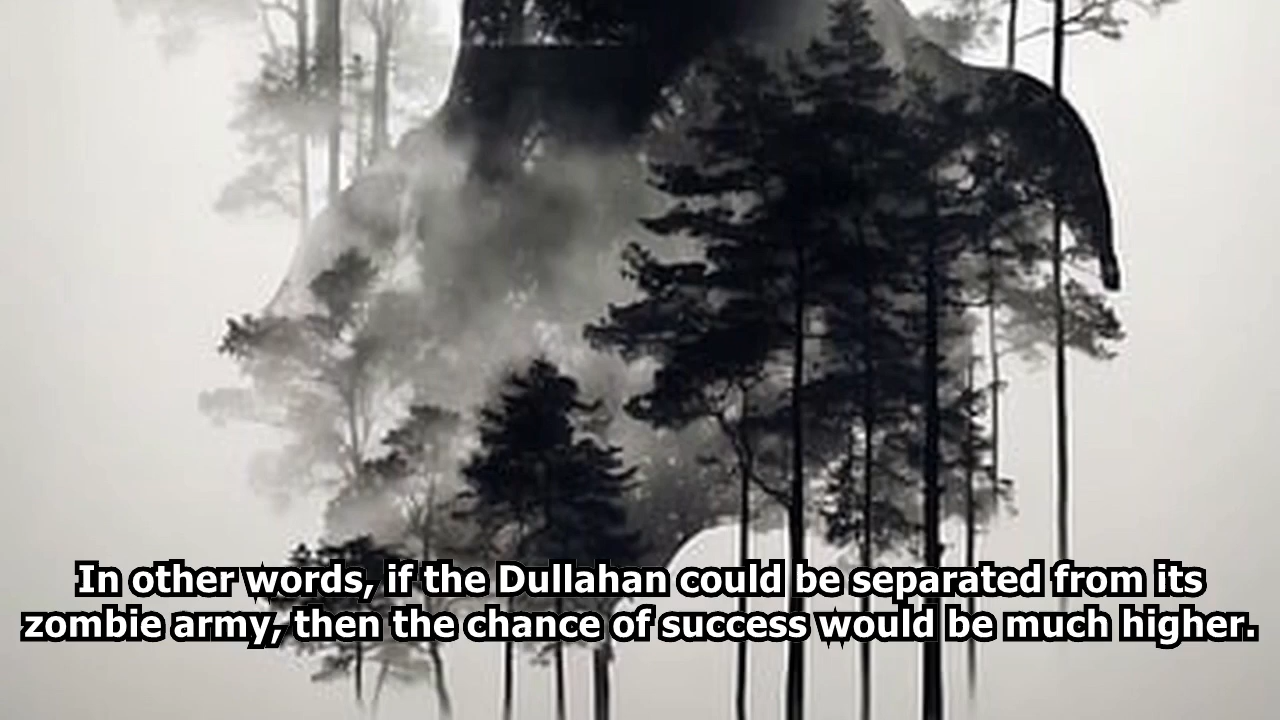 In other words, if the Dullahan could be separated from its
zombie army, then the chance of success would be much higher.